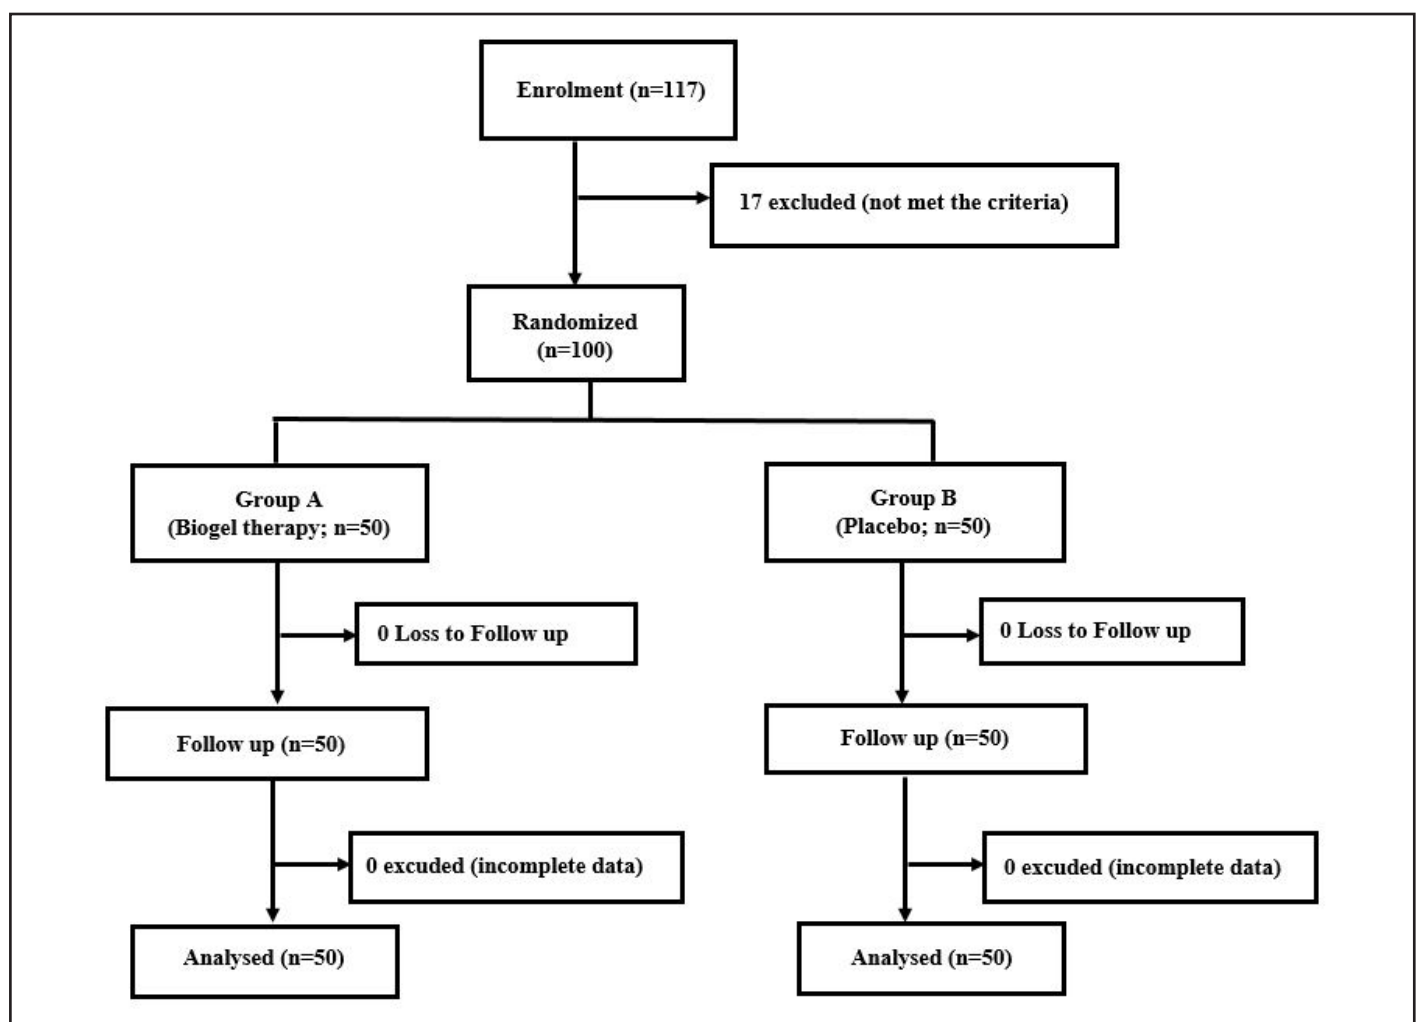 Enrolment (n=117)
17 excluded (not met the criteria)
Randomized
(n=100)
Group A
(Biogel therapy; n=50)
Group B
(Placebo; n=50)
0 Loss to Follow up
0 Loss to Follow up
Follow up (n=50)
Follow up (n=50)
0 excuded (incomplete data)
0 excuded (incomplete data)
Analysed (n=50)
Analysed (n=50)